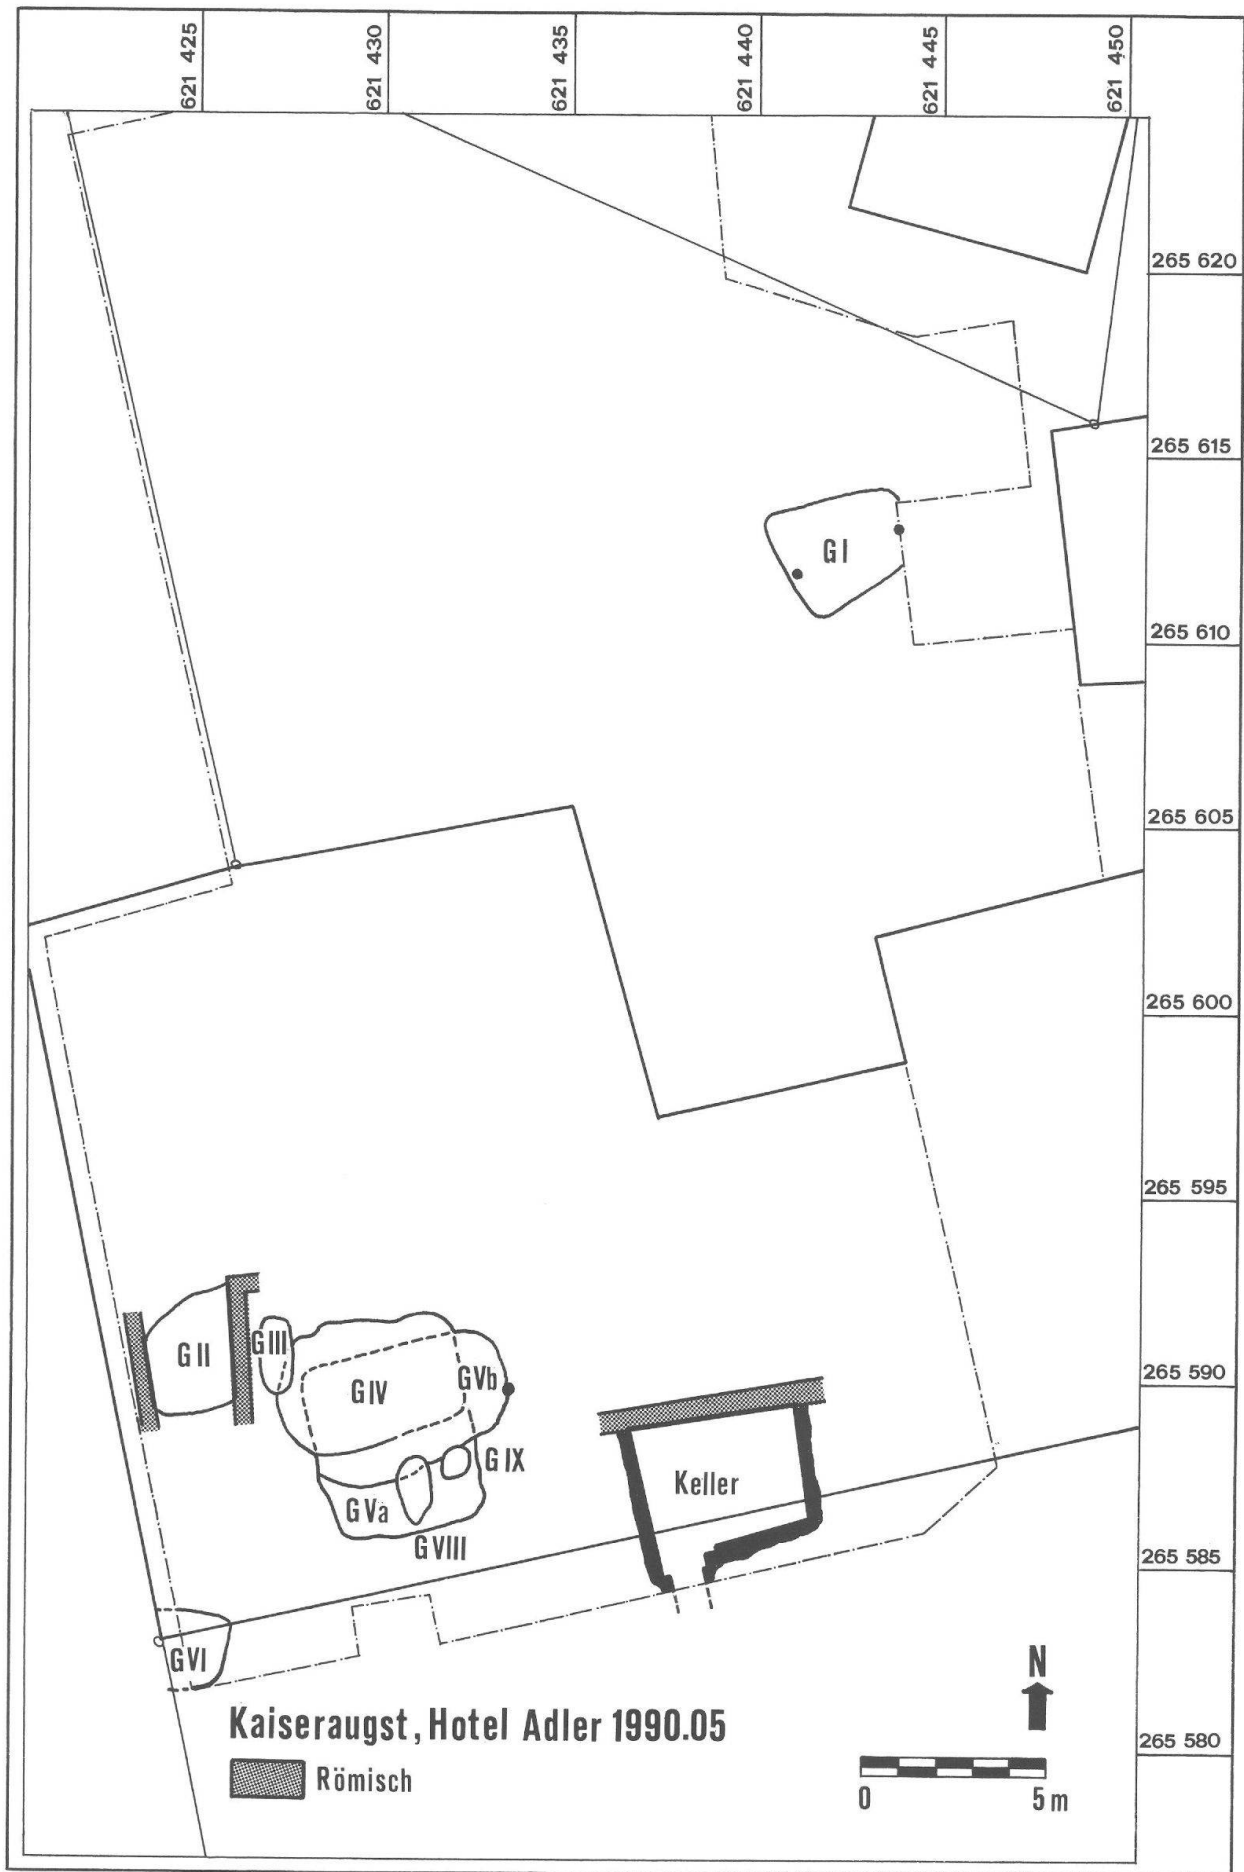 621 425
621 430
621 435
621 440
621 445
621 450
265 620
265 615
G I
265 610
265 605
265 600
265 595
G II
G III
G IV
G Vb
265 590
G IX
Keller
G Va
G VIII
265 585
G VI
N
Kaiseraugst, Hotel Adler 1990.05
265 580
Römisch
0 5 m